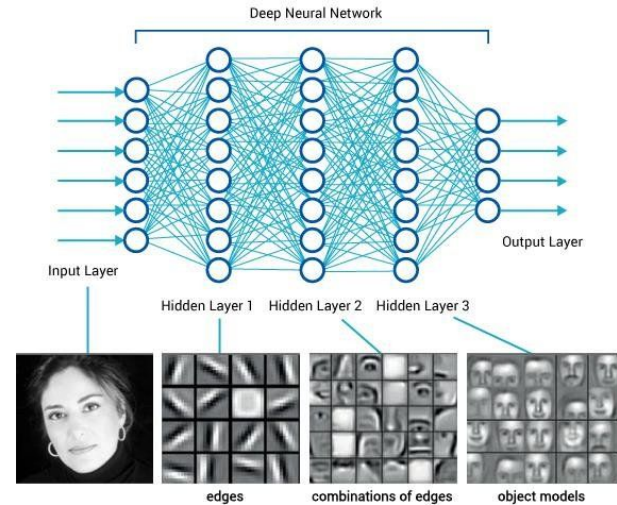 Deep Neural Network
Input Layer
Output Layer
Hidden Layer 1
Hidden Layer 2
Hidden Layer 3
edges
combinations of edges
object models